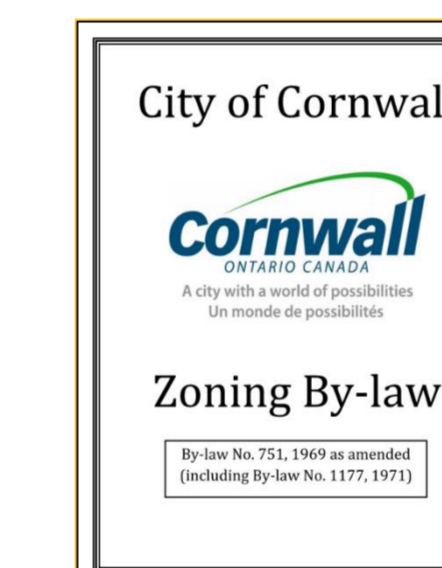 City of Cornwal
Cornwall
ONTARIO CANADA
A city with a world of possibilities
Un monde de possibilités
Zoning By-law
By-law No. 751, 1969 as amended
(including By-law No. 1177, 1971)